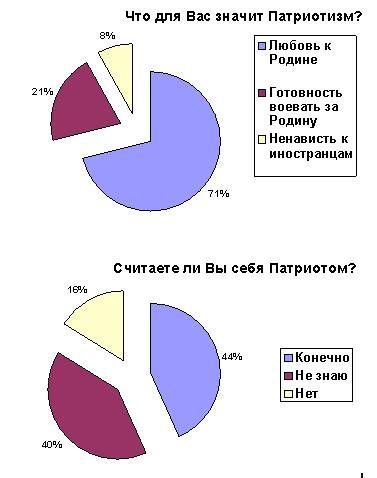 Что для Вас значит Патриотизм?
8%
21%
71%
Любовь к
Родине
Готовность
воевать за
Родину
Ненависть к
иностранцам
Считаете ли Вы себя Патриотом?
16%
44%
40%
Конечно
Не знаю
Нет